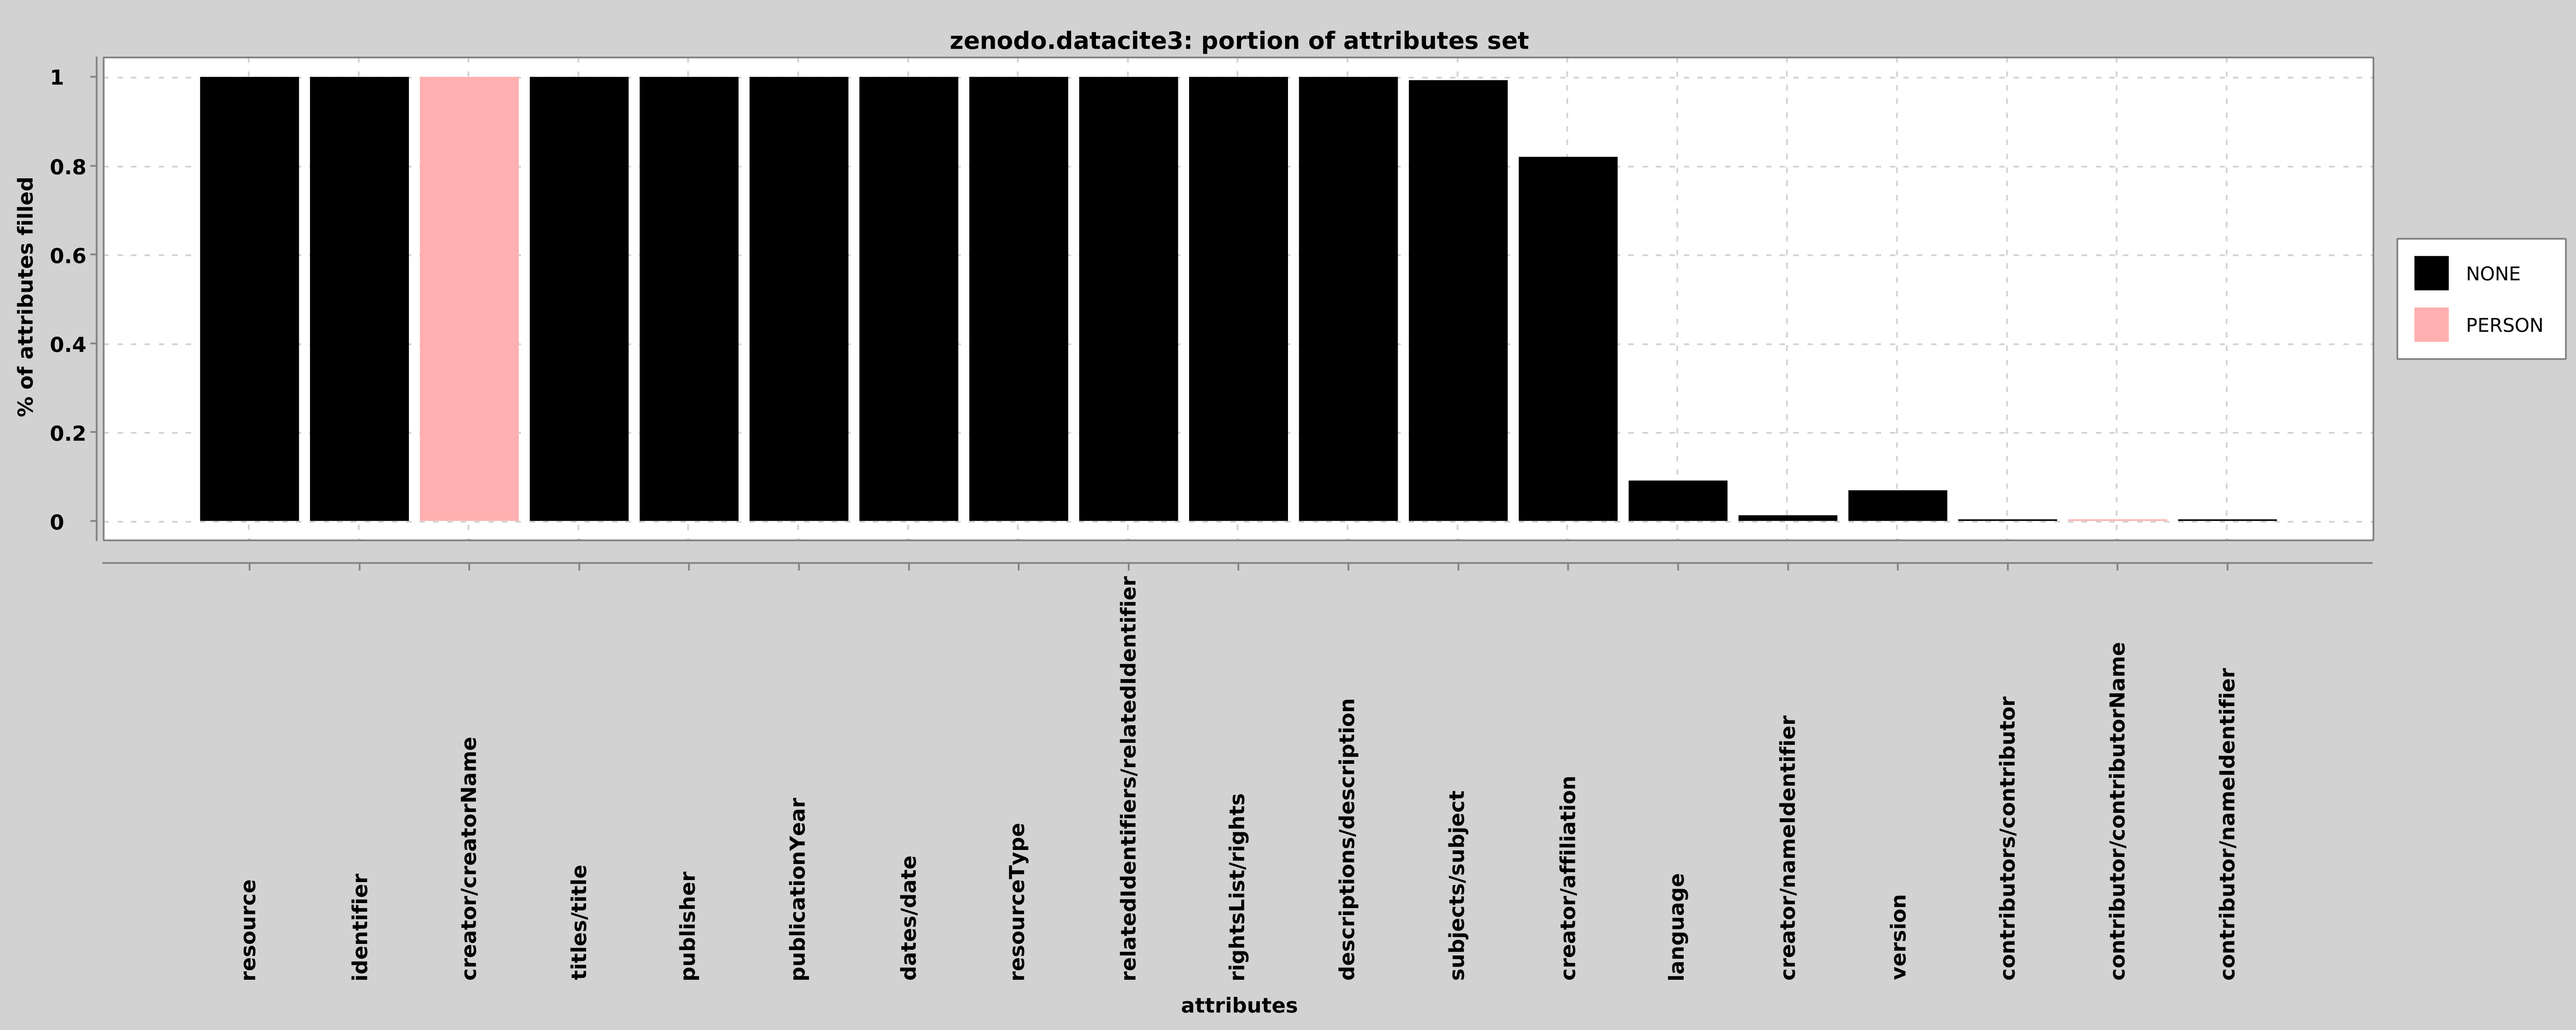 zenodo.datacite3: portion of attributes set
% of attributes filled
1
0.8
0.6
0.4
0.2
0
NONE
PERSON
resource
identifier
creator/creatorName
titles/title
publisher
publicationYear
dates/date
resourceType
relatedIdentifiers/relatedIdentifier
rightsList/rights
descriptions/description
subjects/subject
creator/affiliation
language
creator/nameIdentifier
version
contributors/contributor
contributor/contributorName
contributor/nameIdentifier
attributes